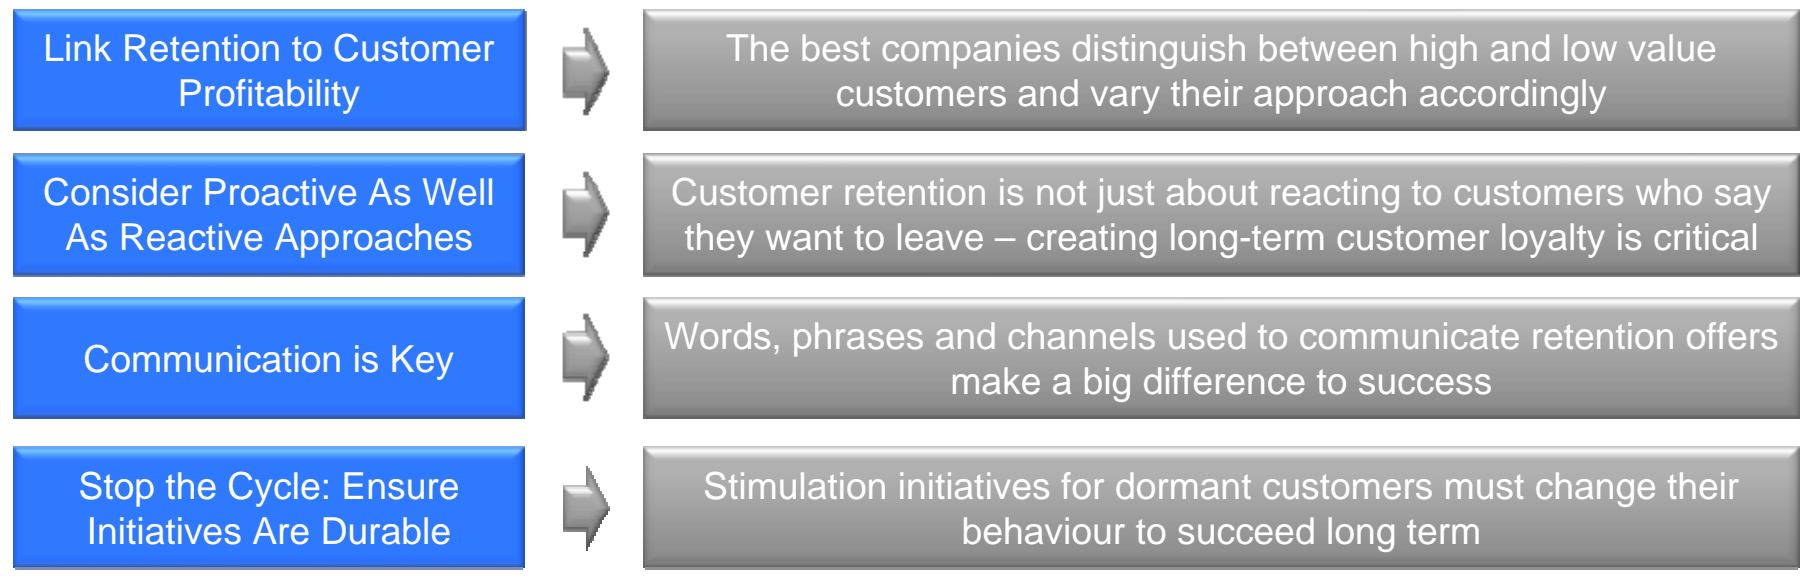 Link Retention to Customer
Profitability
The best companies distinguish between high and low value
customers and vary their approach accordingly
Consider Proactive As Well
As Reactive Approaches
Customer retention is not just about reacting to customers who say
they want to leave – creating long-term customer loyalty is critical
Communication is Key
Words, phrases and channels used to communicate retention offers
make a big difference to success
Stop the Cycle: Ensure
Initiatives Are Durable
Stimulation initiatives for dormant customers must change their
behaviour to succeed long term